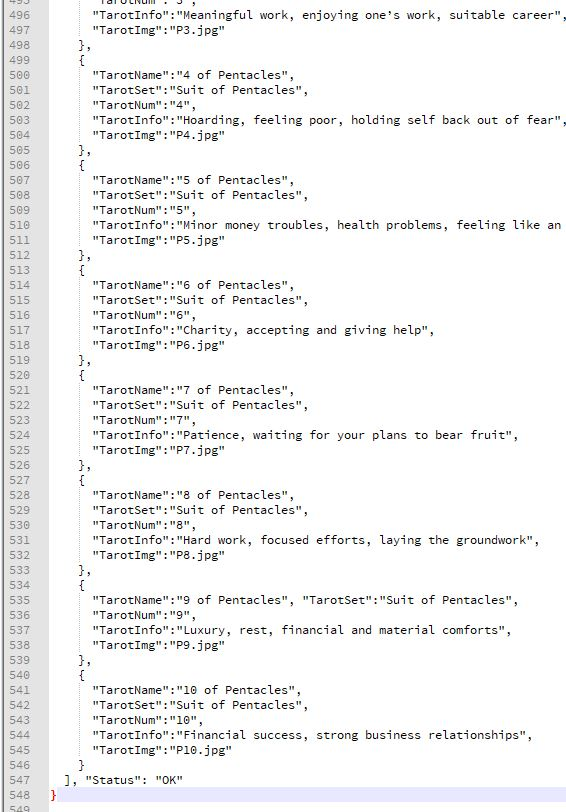 495 "TarotNum":"3",
496 "TarotInfo":"Meaningful work, enjoying one’s work, suitable career",
497 "TarotImg":"P3.jpg"
498 },
499 {
500 "TarotName":"4 of Pentacles",
501 "TarotSet":"Suit of Pentacles",
502 "TarotNum":"4",
503 "TarotInfo":"Hoarding, feeling poor, holding self back out of fear",
504 "TarotImg":"P4.jpg"
505 },
506 {
507 "TarotName":"5 of Pentacles",
508 "TarotSet":"Suit of Pentacles",
509 "TarotNum":"5",
510 "TarotInfo":"Minor money troubles, health problems, feeling like an
511 "TarotImg":"P5.jpg"
512 },
513 {
514 "TarotName":"6 of Pentacles",
515 "TarotSet":"Suit of Pentacles",
516 "TarotNum":"6",
517 "TarotInfo":"Charity, accepting and giving help",
518 "TarotImg":"P6.jpg"
519 },
520 {
521 "TarotName":"7 of Pentacles",
522 "TarotSet":"Suit of Pentacles",
523 "TarotNum":"7",
524 "TarotInfo":"Patience, waiting for your plans to bear fruit",
525 "TarotImg":"P7.jpg"
526 },
527 {
528 "TarotName":"8 of Pentacles",
529 "TarotSet":"Suit of Pentacles",
530 "TarotNum":"8",
531 "TarotInfo":"Hard work, focused efforts, laying the groundwork",
532 "TarotImg":"P8.jpg"
533 },
534 {
535 "TarotName":"9 of Pentacles", "TarotSet":"Suit of Pentacles",
536 "TarotNum":"9",
537 "TarotInfo":"Luxury, rest, financial and material comforts",
538 "TarotImg":"P9.jpg"
539 },
540 {
541 "TarotName":"10 of Pentacles",
542 "TarotSet":"Suit of Pentacles",
543 "TarotNum":"10",
544 "TarotInfo":"Financial success, strong business relationships",
545 "TarotImg":"P10.jpg"
546 }
547 ], "Status": "OK"
548 }
549